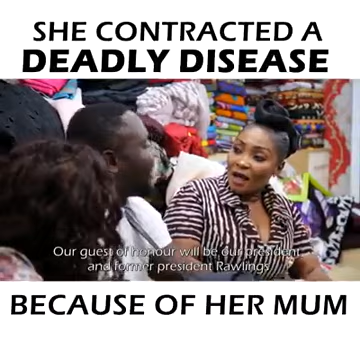 SHE CONTRACTED A
DEADLY DISEASE
Our guest of honour will be our president
and former president Rawlings.
BECAUSE OF HER MUM